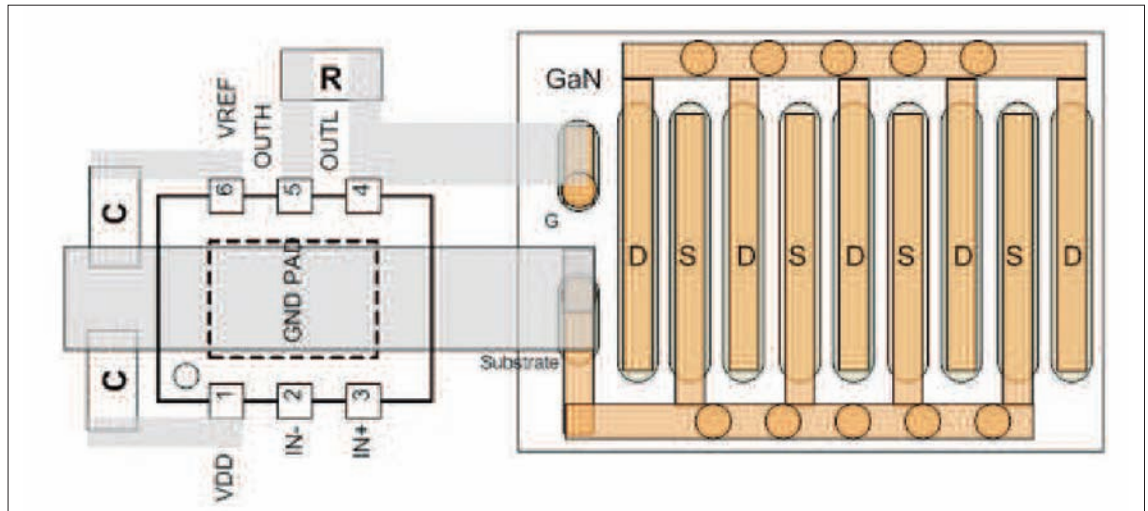 R
GaN
VREF
OUTH
OUTL
6
5
4
C
G
GND PAD
D S D S D S D S D
Substrate
C
1
2
3
VDD
IN-
IN+